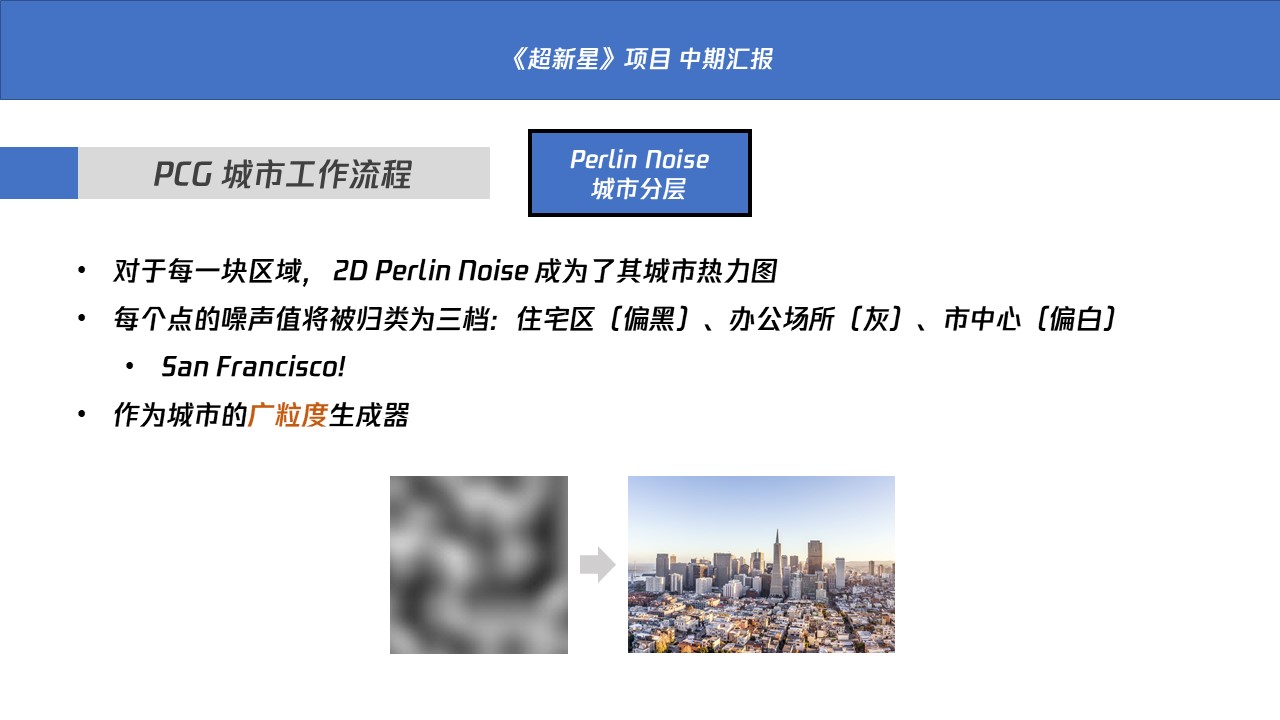 《超新星》项目 中期汇报
PCG 城市工作流程
Perlin Noise
城市分层
• 对于每一块区域， 2D Perlin Noise 成为了其城市热力图
• 每个点的噪声值将被归类为三档：住宅区（偏黑）、办公场所（灰）、市中心（偏白）
• San Francisco!
• 作为城市的广粒度生成器